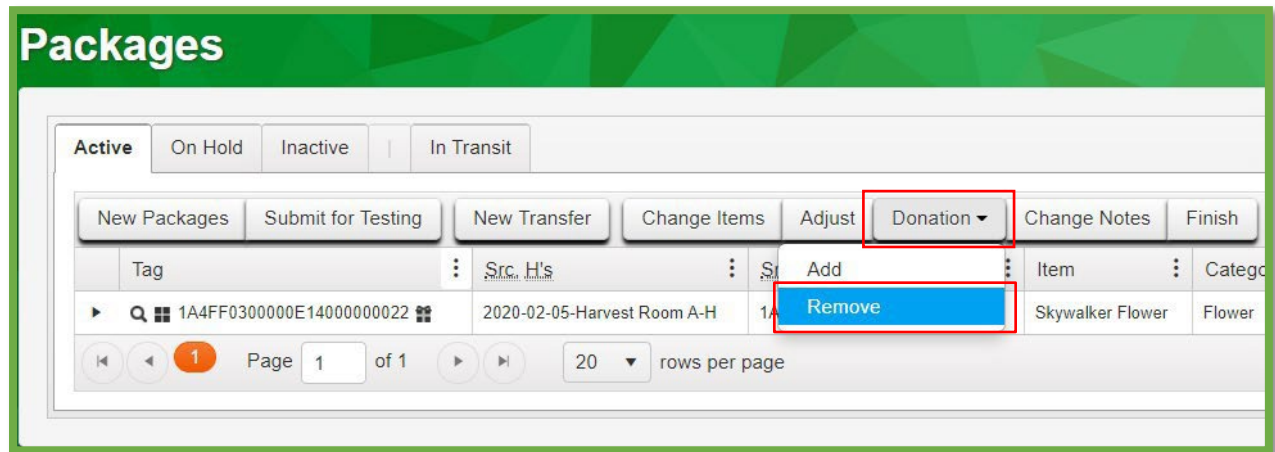 Packages
Active On Hold Inactive | In Transit
New Packages Submit for Testing New Transfer Change Items Adjust Donation Change Notes Finish
Tag Src. H's Item
Add
Remove
1A4FF0300000E14000000022 2020-02-05-Harvest Room A-H Skywalker Flower Flower
1 Page 1 of 1 20 rows per page